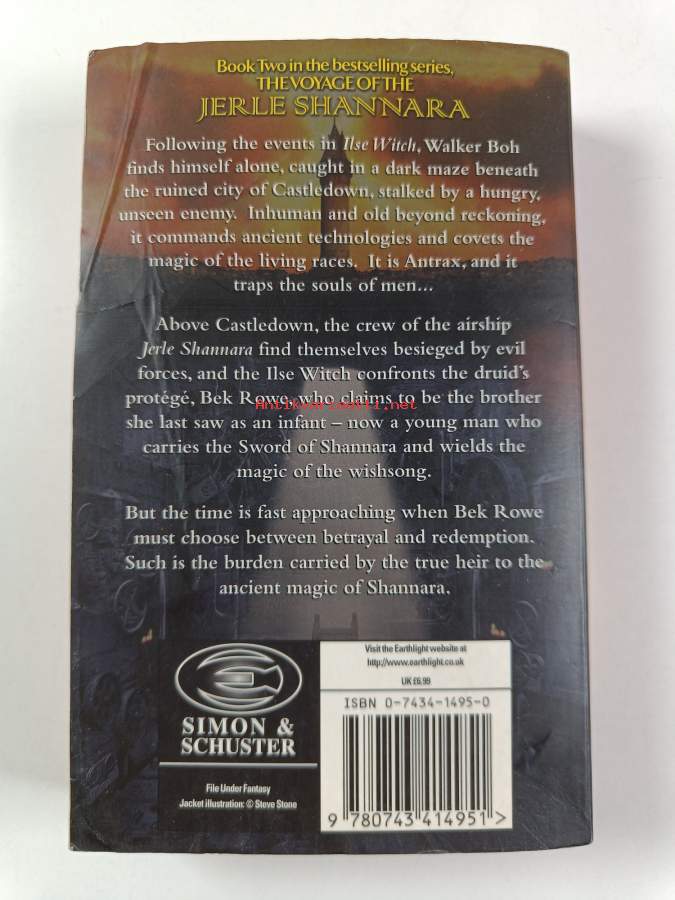 Book Two in the bestselling series,
THE VOYAGE OF THE
JERLE SHANNARA
Following the events in Ilse Witch, Walker Boh
finds himself alone, caught in a dark maze beneath
the ruined city of Castledown, stalked by a hungry,
unseen enemy. Inhuman and old beyond reckoning,
it commands ancient technologies and covets the
magic of the living races. It is Antrax, and it
traps the souls of men...
Above Castledown, the crew of the airship
Jerle Shannara find themselves besieged by evil
forces, and the Ilse Witch confronts the druid's
protégé, Bek Rowe, who claims to be the brother
Antikvariaatti.net
she last saw as an infant – now a young man who
carries the Sword of Shannara and wields the
magic of the wishsong.
But the time is fast approaching when Bek Rowe
must choose between betrayal and redemption.
Such is the burden carried by the true heir to the
ancient magic of Shannara.
SIMON &
SCHUSTER
File Under Fantasy
Jacket illustration: © Steve Stone
Visit the Earthlight website at
http://www.earthlight.co.uk
UK £6.99
ISBN 0-7434-1495-0
9 780743 414951 >